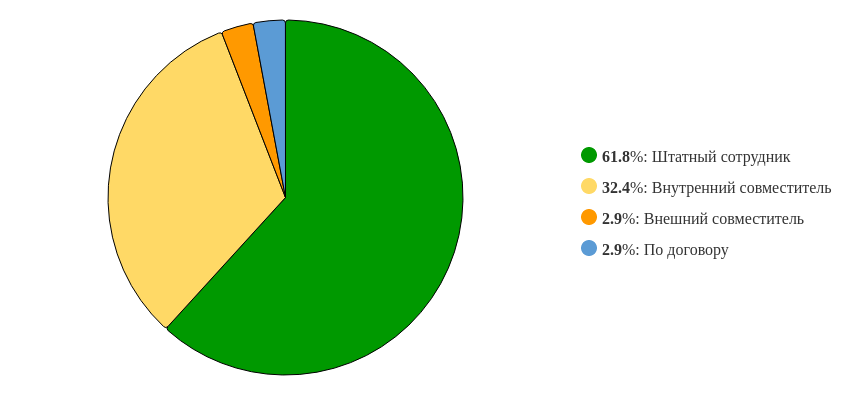 61.8%: Штатный сотрудник
32.4%: Внутренний совместитель
2.9%: Внешний совместитель
2.9%: По договору